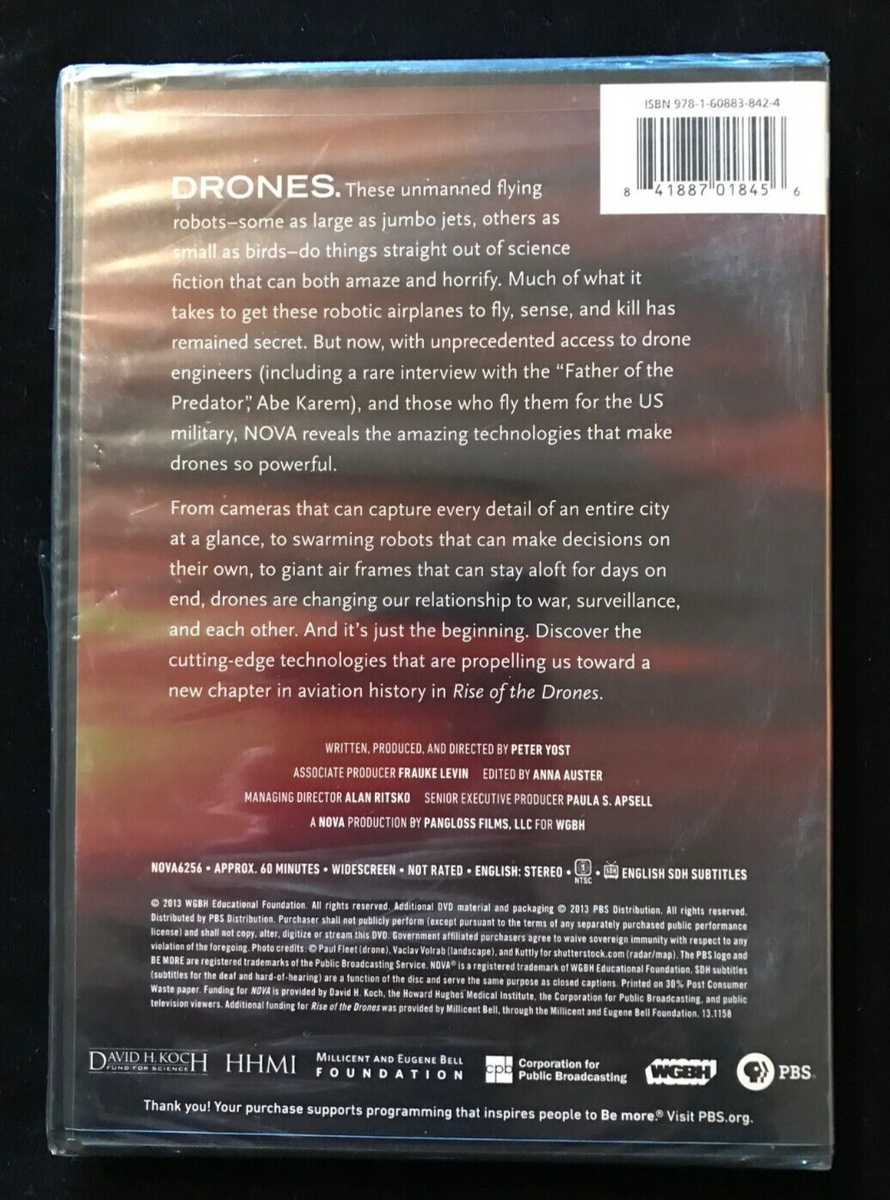 ISBN 978-1-60883-842-4
8 41887 01845 6
DRONES. These unmanned flying
robots–some as large as jumbo jets, others as
small as birds–do things straight out of science
fiction that can both amaze and horrify. Much of what it
takes to get these robotic airplanes to fly, sense, and kill has
remained secret. But now, with unprecedented access to drone
engineers (including a rare interview with the “Father of the
Predator”, Abe Karem), and those who fly them for the US
military, NOVA reveals the amazing technologies that make
drones so powerful.
From cameras that can capture every detail of an entire city
at a glance, to swarming robots that can make decisions on
their own, to giant air frames that can stay aloft for days on
end, drones are changing our relationship to war, surveillance,
and each other. And it’s just the beginning. Discover the
cutting-edge technologies that are propelling us toward a
new chapter in aviation history in Rise of the Drones.
WRITTEN, PRODUCED, AND DIRECTED BY PETER YOST
ASSOCIATE PRODUCER FRAUKE LEVIN EDITED BY ANNA AUSTER
MANAGING DIRECTOR ALAN RITSKO SENIOR EXECUTIVE PRODUCER PAULA S. APSELL
A NOVA PRODUCTION BY PANGLOSS FILMS, LLC FOR WGBH
NOVA6256 • APPROX. 60 MINUTES • WIDESCREEN • NOT RATED • ENGLISH: STEREO • 1 NTSC • SDH ENGLISH SDH SUBTITLES
© 2013 WGBH Educational Foundation. All rights reserved. Additional DVD material and packaging © 2013 PBS Distribution. All rights reserved.
Distributed by PBS Distribution. Purchaser shall not publicly perform (except pursuant to the terms of any separately purchased public performance
license) and shall not copy, alter, digitize or stream this DVD. Government affiliated purchasers agree to waive sovereign immunity with respect to any
violation of the foregoing. Photo credits: © Paul Fleet (drone), Vaclav Volrab (landscape), and Kuttly for shutterstock.com (radar/map). The PBS logo and
BE MORE are registered trademarks of the Public Broadcasting Service. NOVA® is a registered trademark of WGBH Educational Foundation. SDH subtitles
(subtitles for the deaf and hard-of-hearing) are a function of the disc and serve the same purpose as closed captions. Printed on 30% Post Consumer
Waste paper. Funding for NOVA is provided by David H. Koch, the Howard Hughes Medical Institute, the Corporation for Public Broadcasting, and public
television viewers. Additional funding for Rise of the Drones was provided by Millicent Bell, through the Millicent and Eugene Bell Foundation. 13.1158
DAVID H. KOCH
FUND FOR SCIENCE
HHMI
MILLICENT AND EUGENE BELL
FOUNDATION
cpb
Corporation for
Public Broadcasting
WGBH
PBS
Thank you! Your purchase supports programming that inspires people to Be more.® Visit PBS.org.